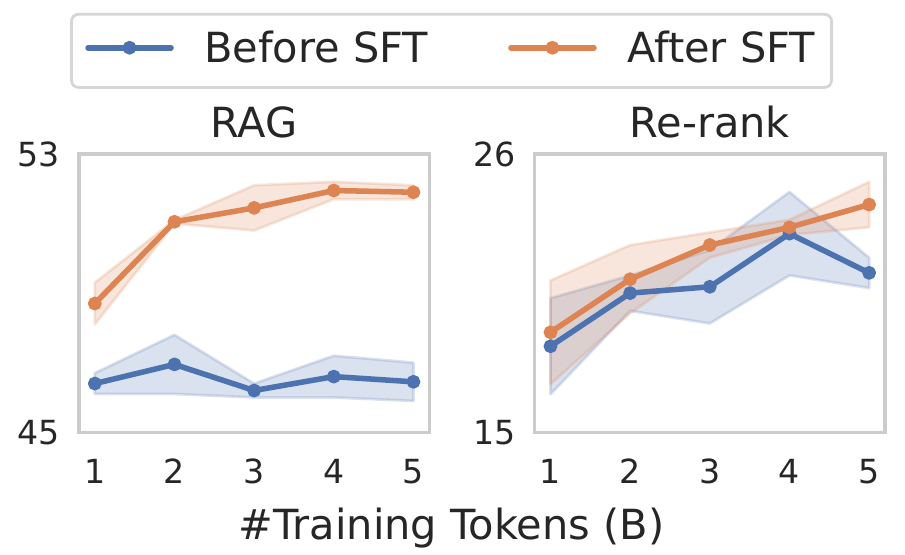 Before SFT After SFT
RAG Re-rank
53 26
45 15
1 2 3 4 5 1 2 3 4 5
#Training Tokens (B)